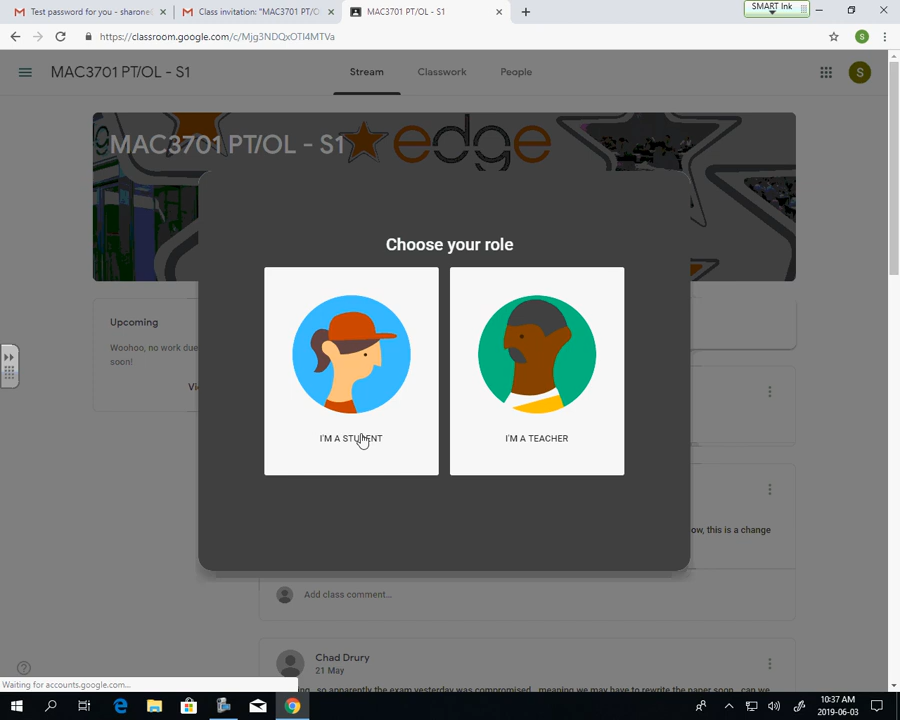 Test password for you - sharone
Class invitation: "MAC3701 PT/O
MAC3701 PT/OL - S1
SMART Ink
https://classroom.google.com/c/Mjg3NDQxOTI4MTVa
S
MAC3701 PT/OL - S1
Stream
Classwork
People
S
MAC3701 PT/OL - S1
edge
Choose your role
Upcoming
Woohoo, no work due
soon!
I'M A STUDENT
I'M A TEACHER
ow, this is a change
Add class comment...
Chad Drury
21 May
so apparently the exam yesterday was compromised meaning we may have to rewrite the paper soon can we
Waiting for accounts.google.com...
10:37 AM
2019-06-03